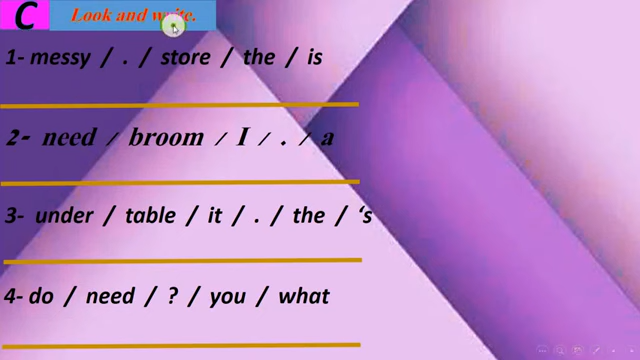 C
Look and write.
1- messy / . / store / the / is
2- need / broom / I / . / a
3- under / table / it / . / the / ‘s
4- do / need / ? / you / what